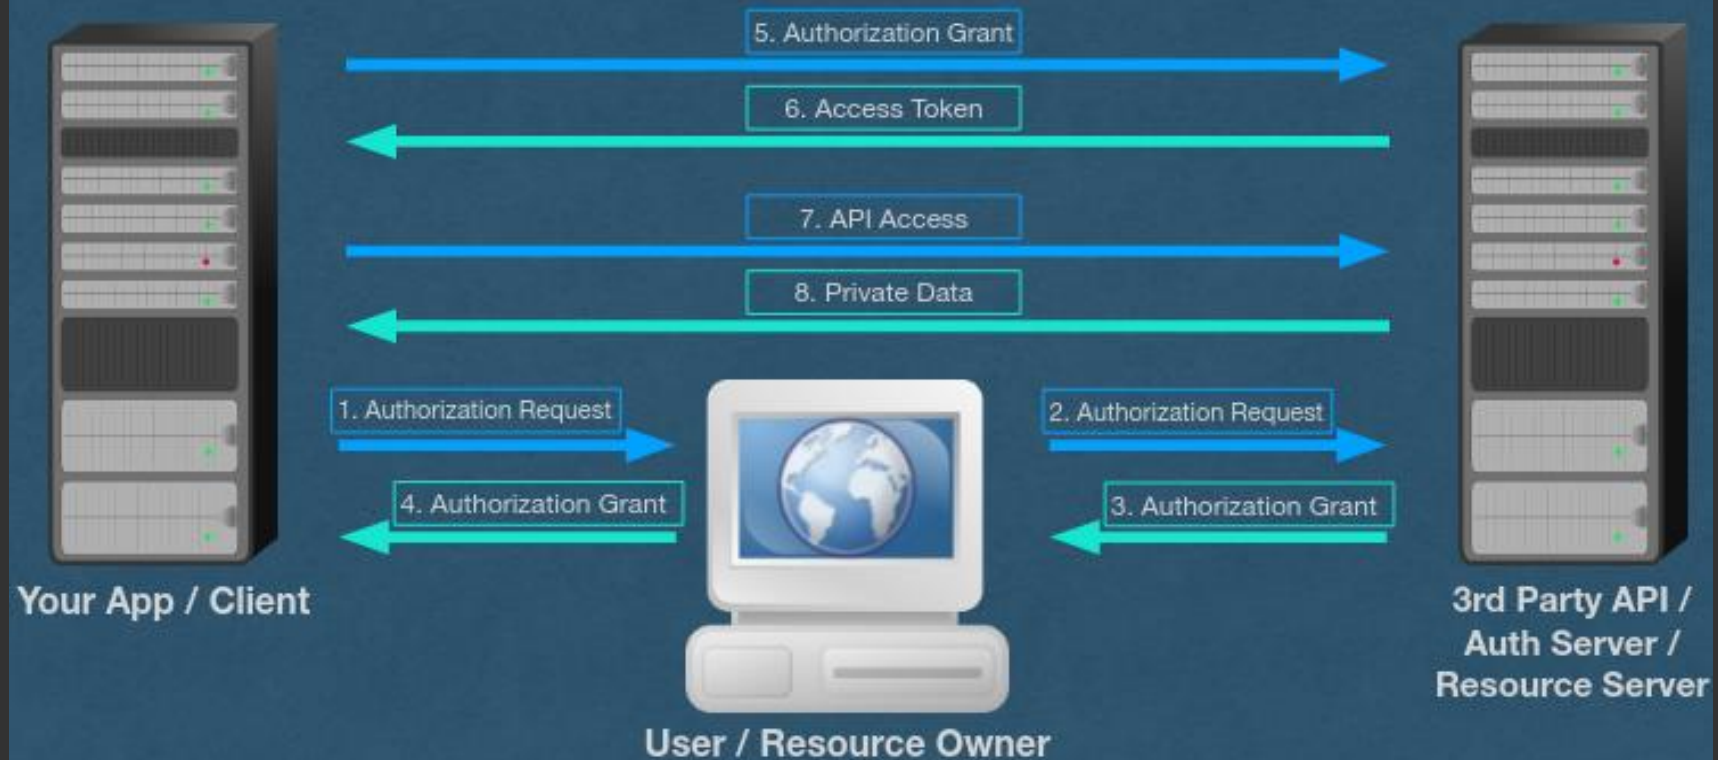 5. Authorization Grant
6. Access Token
7. API Access
8. Private Data
1. Authorization Request
2. Authorization Request
4. Authorization Grant
3. Authorization Grant
Your App / Client
3rd Party API /
Auth Server /
Resource Server
User / Resource Owner